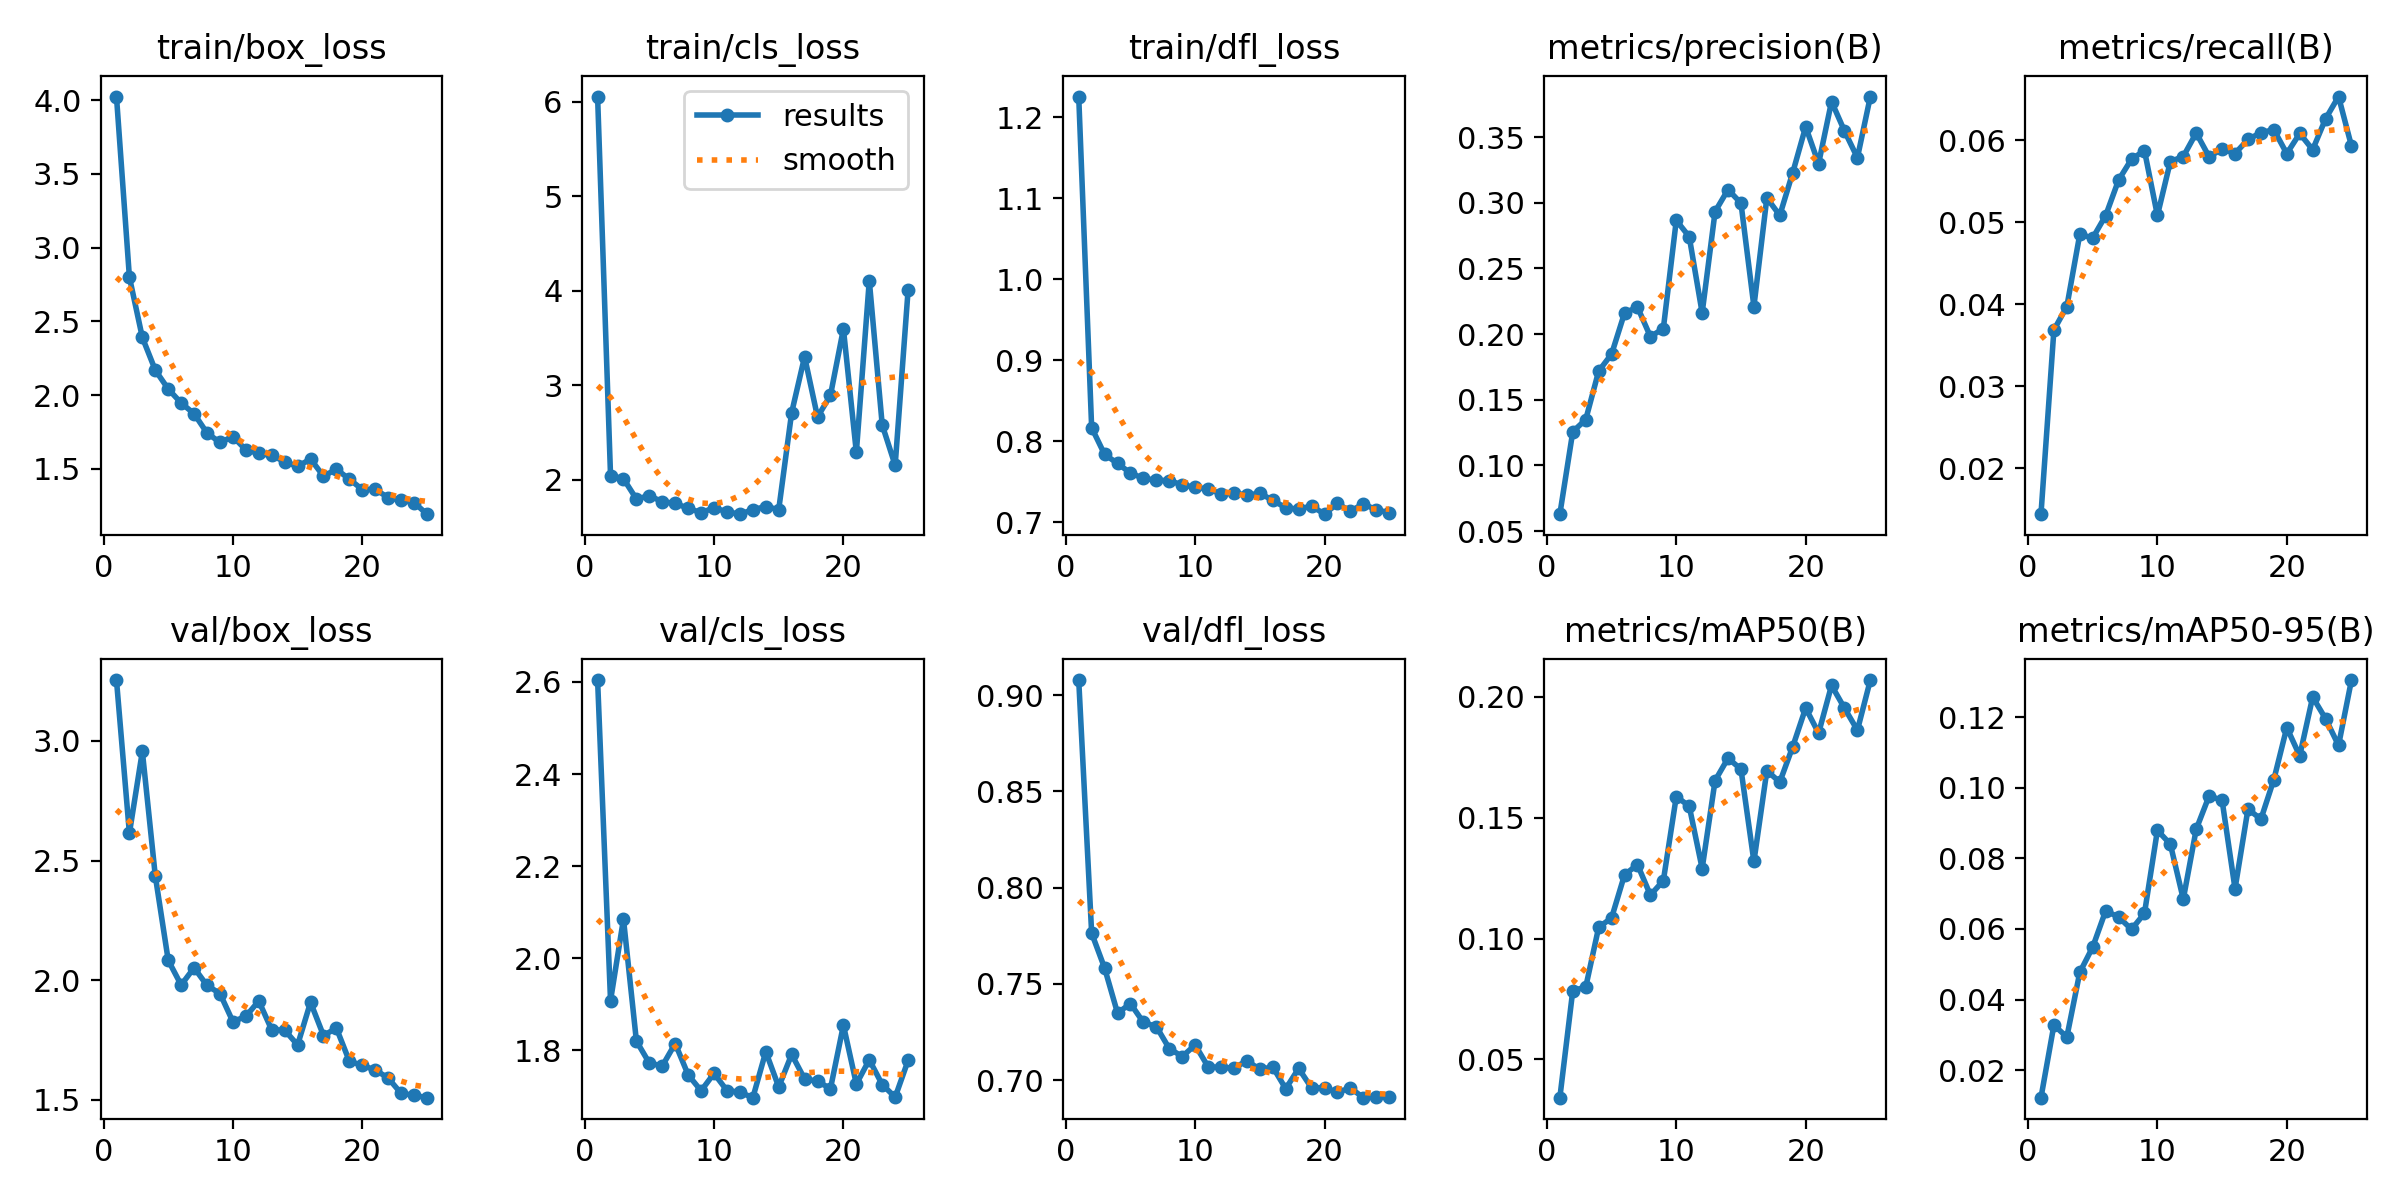 train/box_loss
4.0
3.5
3.0
2.5
2.0
1.5
0 10 20
train/cls_loss
results
smooth
6
5
4
3
2
0 10 20
train/dfl_loss
1.2
1.1
1.0
0.9
0.8
0.7
0 10 20
metrics/precision(B)
0.35
0.30
0.25
0.20
0.15
0.10
0.05
0 10 20
metrics/recall(B)
0.06
0.05
0.04
0.03
0.02
0 10 20
val/box_loss
3.0
2.5
2.0
1.5
0 10 20
val/cls_loss
2.6
2.4
2.2
2.0
1.8
0 10 20
val/dfl_loss
0.90
0.85
0.80
0.75
0.70
0 10 20
metrics/mAP50(B)
0.20
0.15
0.10
0.05
0 10 20
metrics/mAP50-95(B)
0.12
0.10
0.08
0.06
0.04
0.02
0 10 20